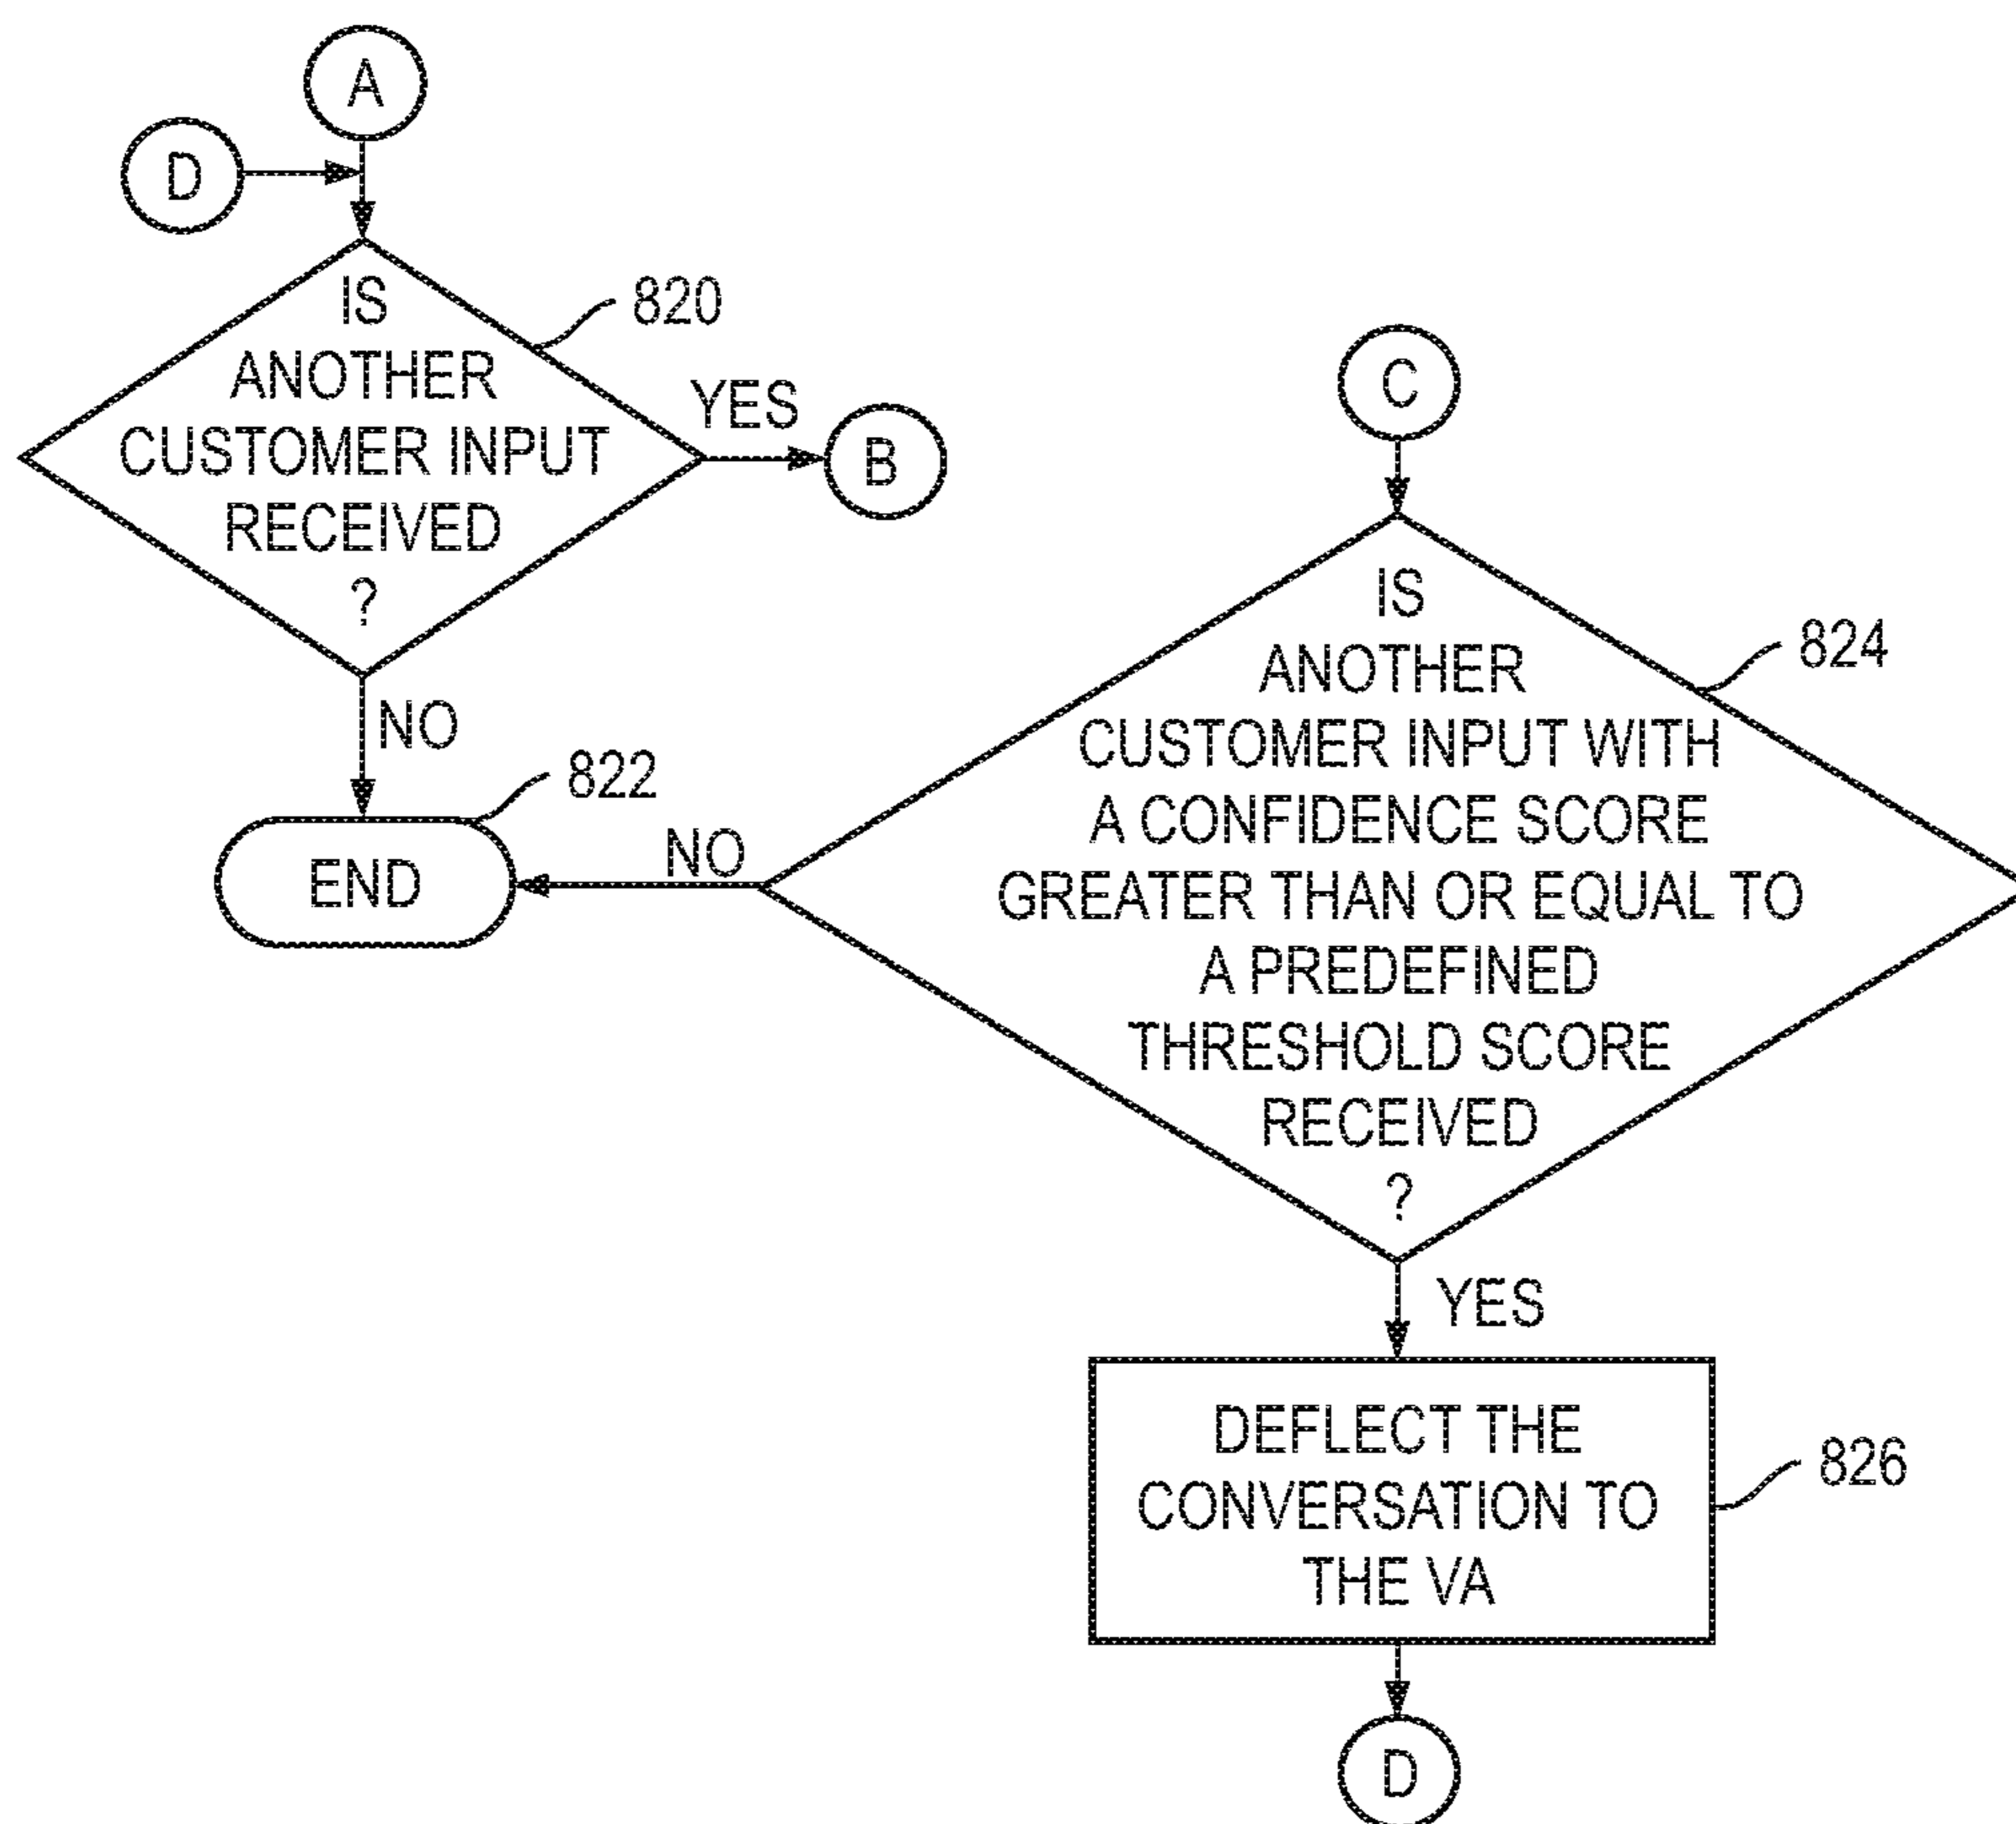 A
D
IS
ANOTHER
CUSTOMER INPUT
RECEIVED
?
820
YES
B
NO
822
END
C
IS
ANOTHER
CUSTOMER INPUT WITH
A CONFIDENCE SCORE
GREATER THAN OR EQUAL TO
A PREDEFINED
THRESHOLD SCORE
RECEIVED
?
824
NO
YES
DEFLECT THE
CONVERSATION TO
THE VA
826
D